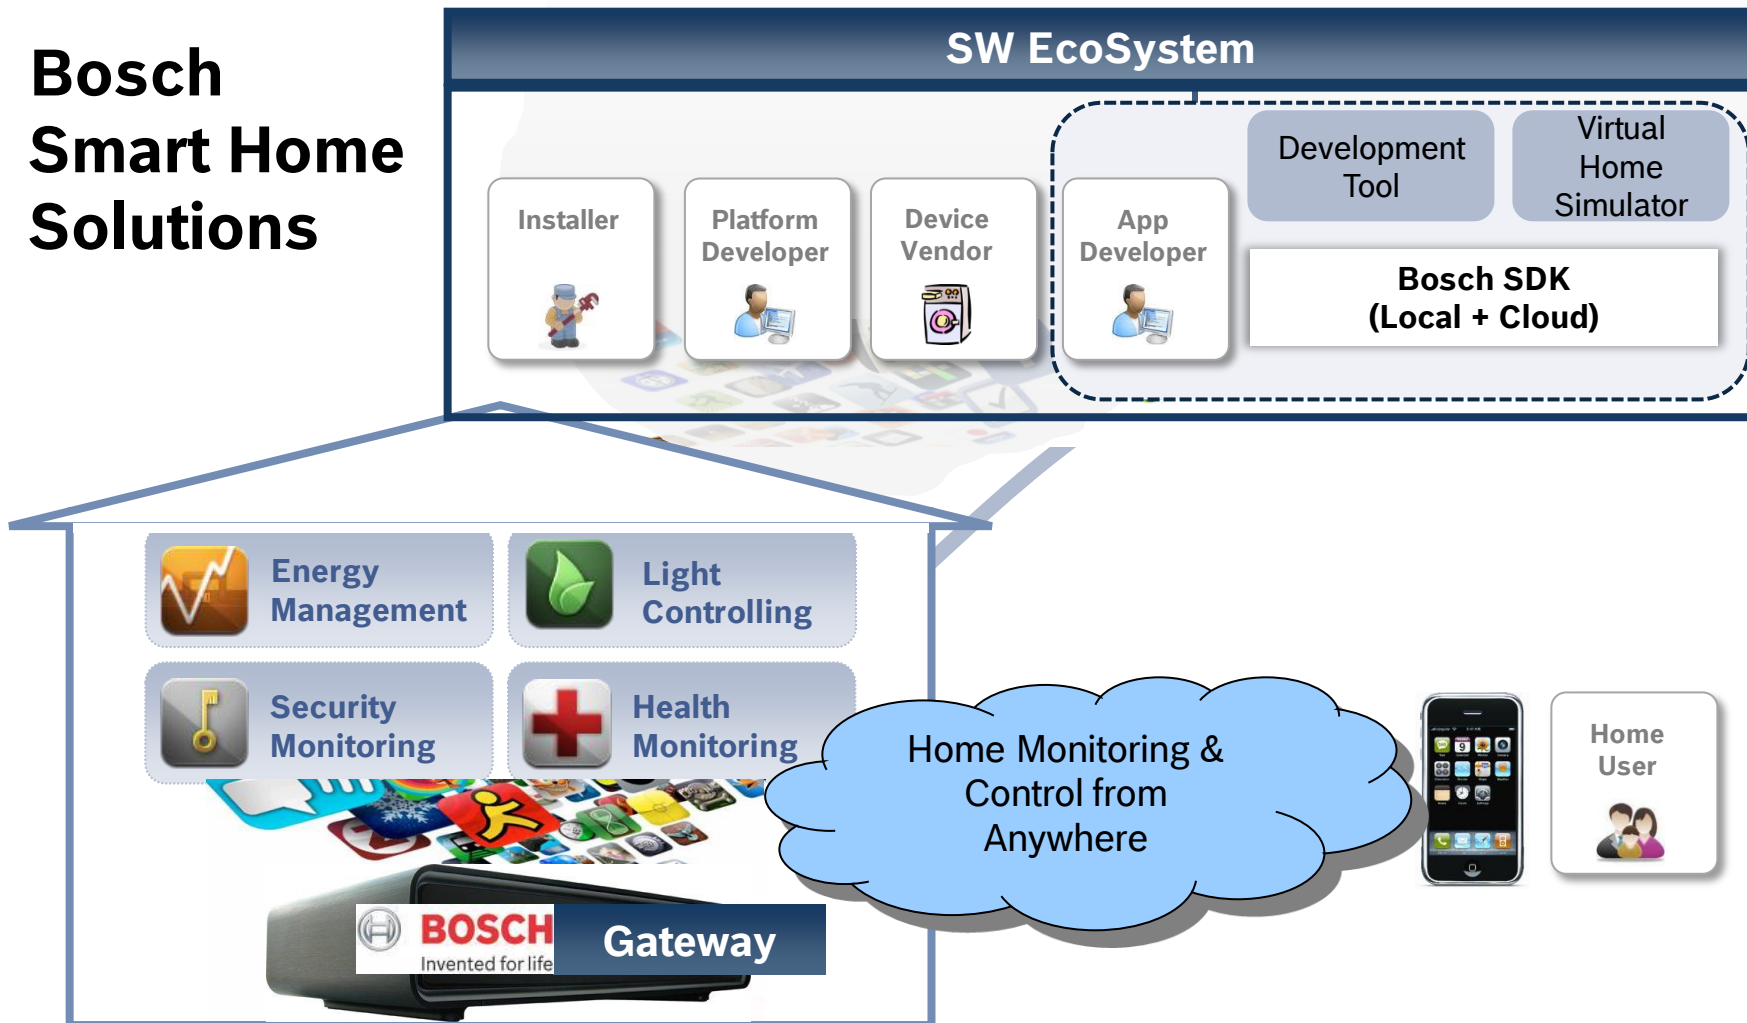 Bosch
Smart Home
Solutions
SW EcoSystem
Installer
Platform
Developer
Device
Vendor
App
Developer
Development
Tool
Virtual
Home
Simulator
Bosch SDK
(Local + Cloud)
Energy
Management
Light
Controlling
Security
Monitoring
Health
Monitoring
Home Monitoring &
Control from
Anywhere
Home
User
BOSCH
Invented for life
Gateway